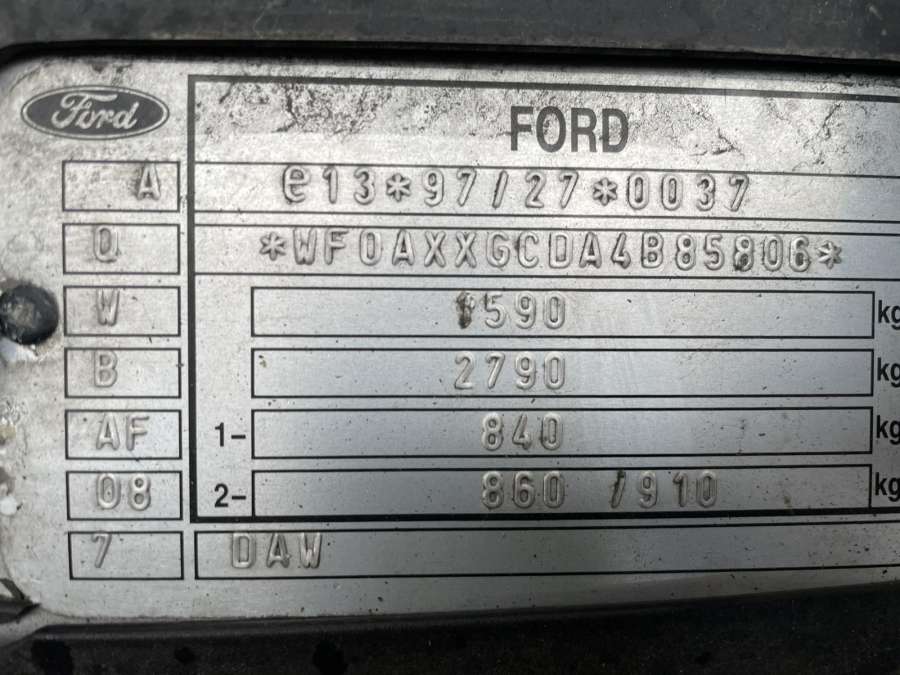 Ford
FORD
A e13*97/27*0037
Q *WF0AXXGCDA4B85806*
W 1590 kg
B 2790 kg
AF 1- 840 kg
08 2- 860 /910 kg
7 DAW